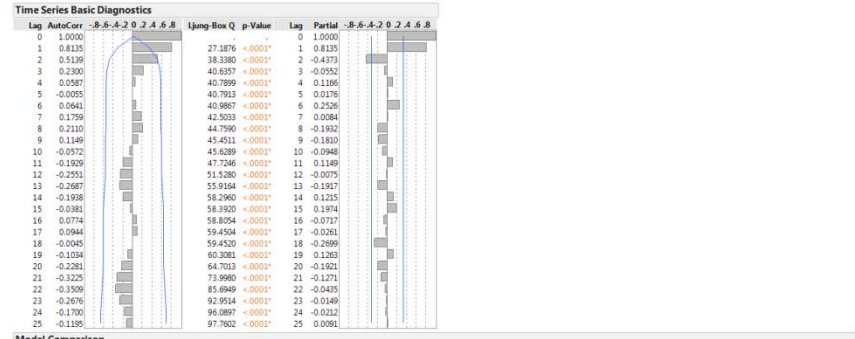 Time Series Basic Diagnostics
Lag AutoCorr -.8-.6-.4-.2 0 .2 .4 .6 .8 Ljung-Box Q p-Value Lag Partial -.8-.6-.4-.2 0 .2 .4 .6 .8
0 1.0000 . . 0 1.0000
1 0.8135 27.1876 <.0001* 1 0.8135
2 0.5139 38.3380 <.0001* 2 -0.4373
3 0.2300 40.6357 <.0001* 3 -0.0552
4 0.0587 40.7899 <.0001* 4 0.1166
5 -0.0055 40.7913 <.0001* 5 0.0176
6 0.0641 40.9867 <.0001* 6 0.2526
7 0.1759 42.5033 <.0001* 7 0.0084
8 0.2110 44.7590 <.0001* 8 -0.1932
9 0.1149 45.4511 <.0001* 9 -0.1810
10 -0.0572 45.6289 <.0001* 10 -0.0948
11 -0.1929 47.7246 <.0001* 11 0.1149
12 -0.2551 51.5280 <.0001* 12 -0.0075
13 -0.2687 55.9164 <.0001* 13 -0.1917
14 -0.1938 58.2960 <.0001* 14 0.1215
15 -0.0381 58.3920 <.0001* 15 0.1974
16 0.0774 58.8054 <.0001* 16 -0.0717
17 0.0944 59.4504 <.0001* 17 -0.0261
18 -0.0045 59.4520 <.0001* 18 -0.2699
19 -0.1034 60.3081 <.0001* 19 0.1263
20 -0.2281 64.7013 <.0001* 20 -0.1921
21 -0.3225 73.9980 <.0001* 21 -0.1271
22 -0.3509 85.6949 <.0001* 22 -0.0435
23 -0.2676 92.9514 <.0001* 23 -0.0149
24 -0.1700 96.0897 <.0001* 24 -0.0212
25 -0.1195 97.7602 <.0001* 25 0.0091
Model Comparison